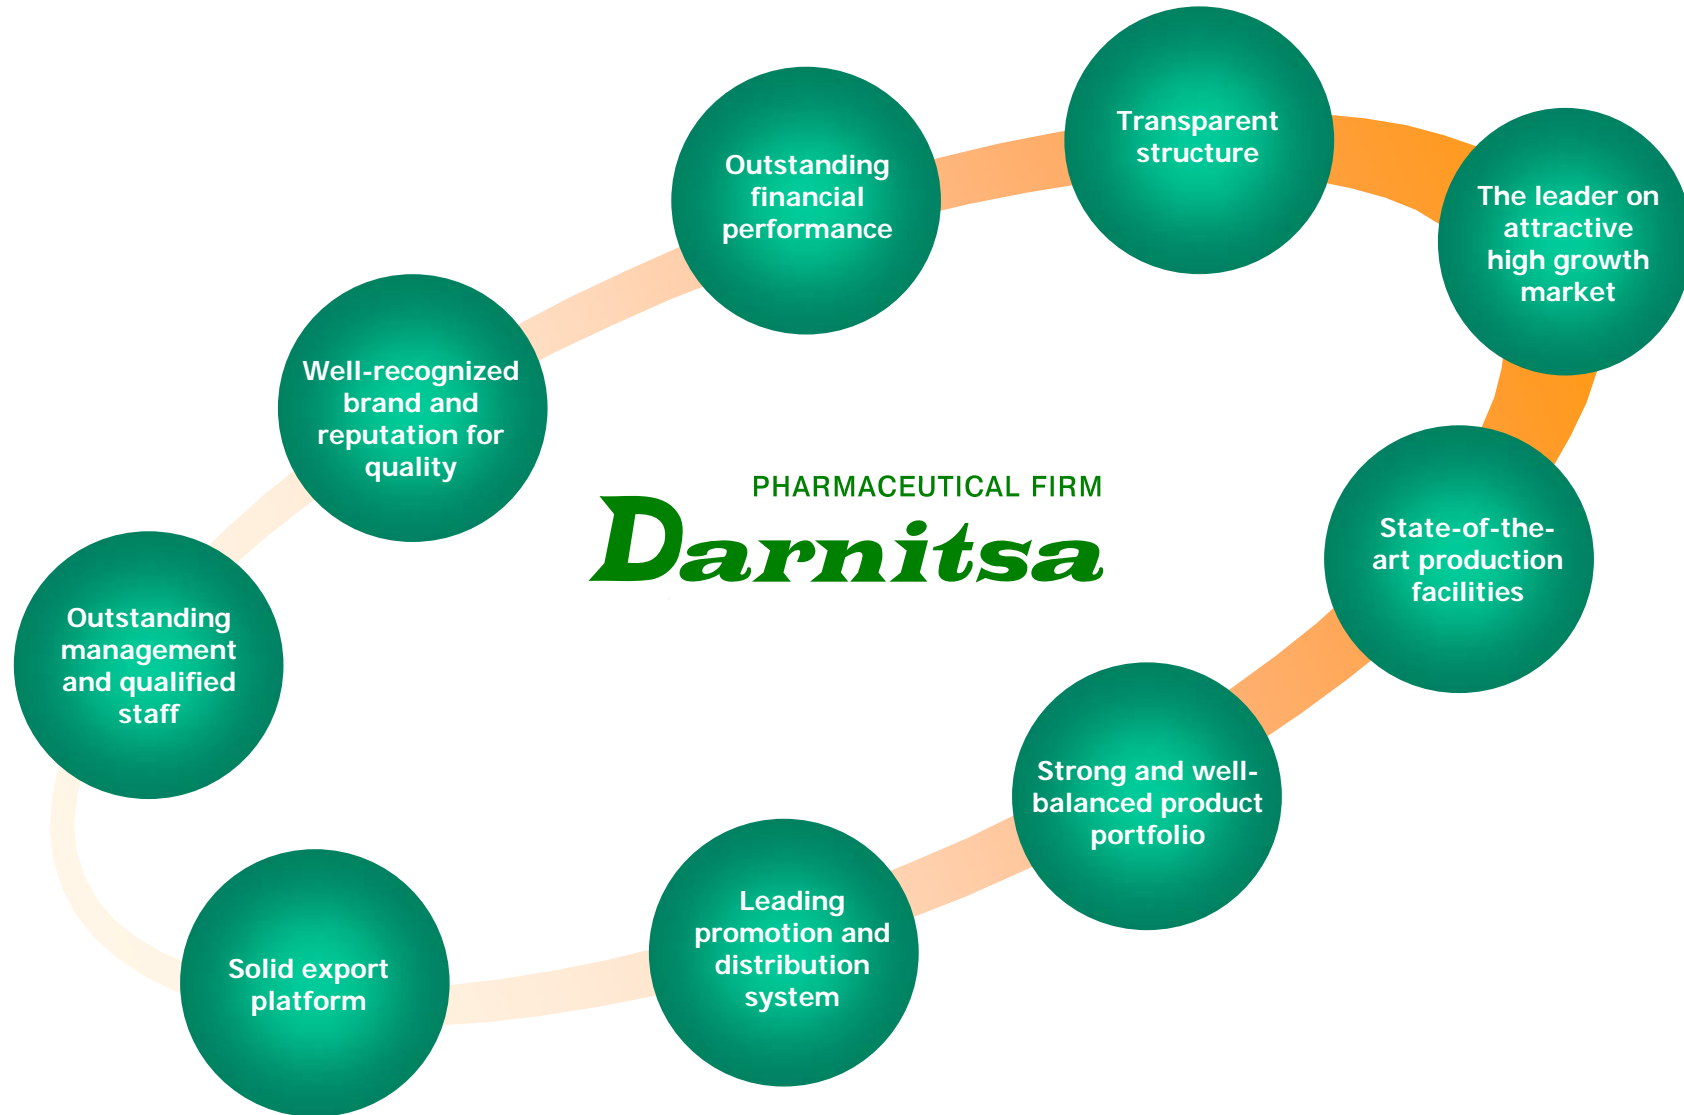 Transparent
structure
Outstanding
financial
performance
The leader on
attractive
high growth
market
Well-recognized
brand and
reputation for
quality
PHARMACEUTICAL FIRM
Darnitsa
State-of-the-
art production
facilities
Outstanding
management
and qualified
staff
Strong and well-
balanced product
portfolio
Leading
promotion and
distribution
system
Solid export
platform